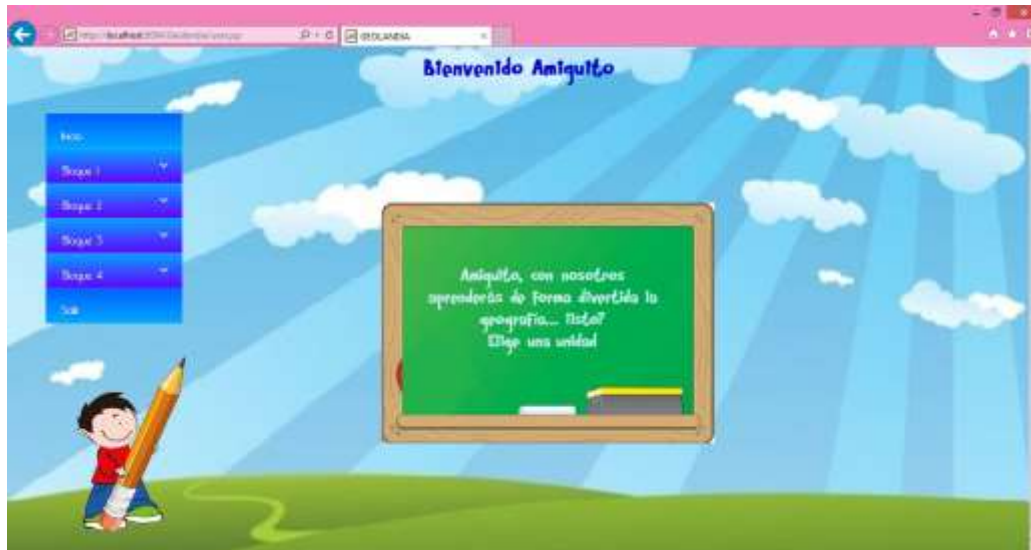 GEOLANDIA
Bienvenido Amiguito
Inicio
Bloque 1
Bloque 2
Bloque 3
Bloque 4
Salir
Amiguito, con nosotros
aprenderás de forma divertida la
geografía... listo?
Elige una unidad